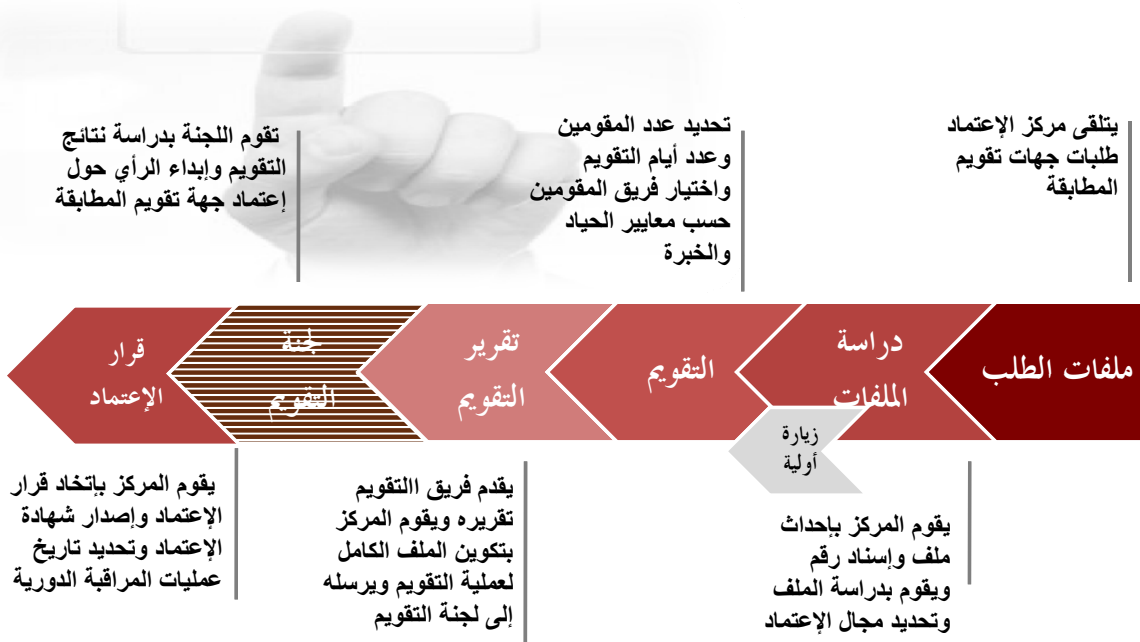 يتلقى مركز الإعتماد
طلبات جهات تقويم
المطابقة
تحديد عدد المقومين
وعدد أيام التقويم
واختيار فريق المقومين
حسب معايير الحياد
والخبرة
تقوم اللجنة بدراسة نتائج
التقويم وإبداء الرأي حول
إعتماد جهة تقويم المطابقة
ملفات الطلب
دراسة
الملفات
زيارة
أولية
التقويم
تقرير
التقويم
لجنة
التقويم
قرار
الإعتماد
يقوم المركز بإحداث
ملف وإسناد رقم
ويقوم بدراسة الملف
وتحديد مجال الإعتماد
يقدم فريق االتقويم
تقريره ويقوم المركز
بتكوين الملف الكامل
لعملية التقويم ويرسله
إلى لجنة التقويم
يقوم المركز بإتخاد قرار
الإعتماد وإصدار شهادة
الإعتماد وتحديد تاريخ
عمليات المراقبة الدورية